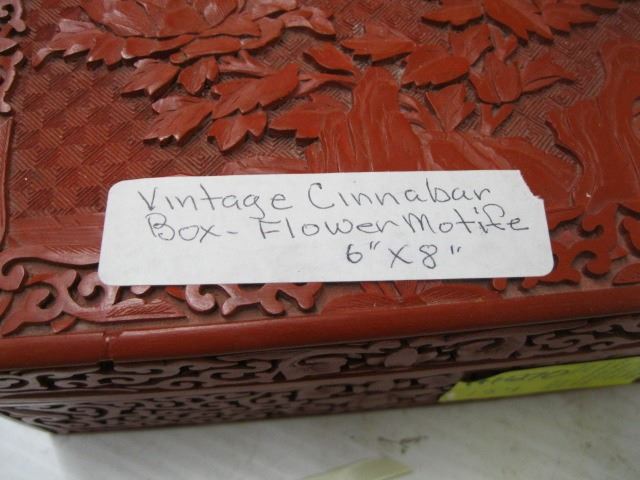 Vintage Cinnabar
Box - Flower Motife
6" x 8"